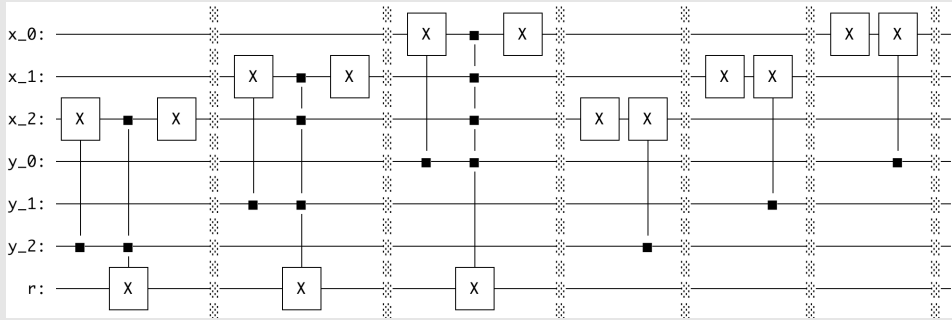 x_0: X X X X
x_1: X X X X
x_2: X X X X
y_0:
y_1:
y_2:
r: X X X